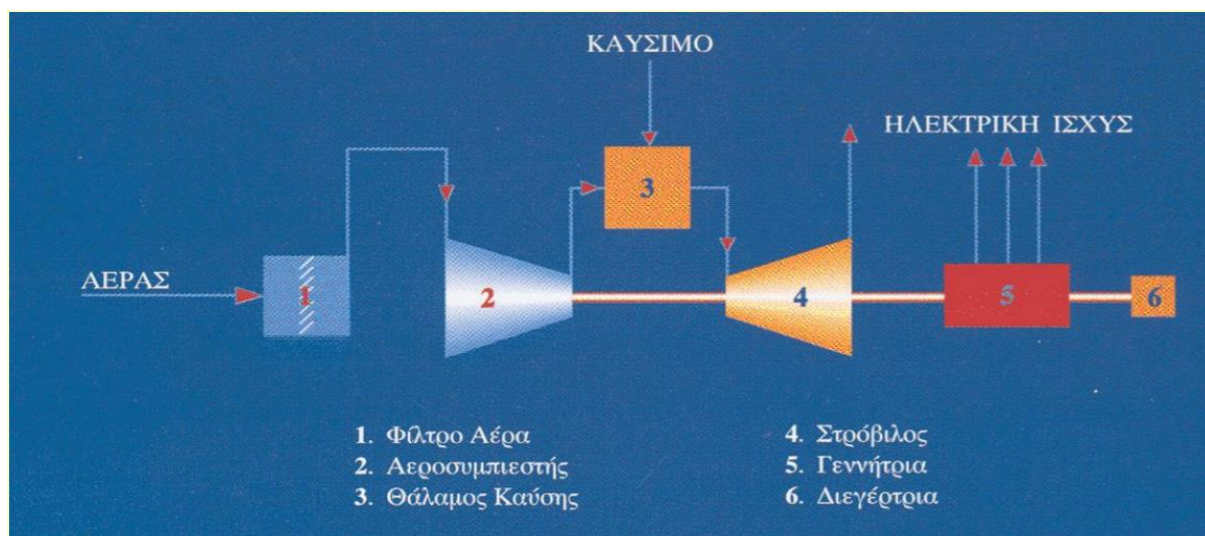 ΚΑΥΣΙΜΟ
ΗΛΕΚΤΡΙΚΗ ΙΣΧΥΣ
3
ΑΕΡΑΣ
1
2
4
5
6
1. Φίλτρο Αέρα
2. Αεροσυμπιεστής
3. Θάλαμος Καύσης
4. Στρόβιλος
5. Γεννήτρια
6. Διεγέρτρια